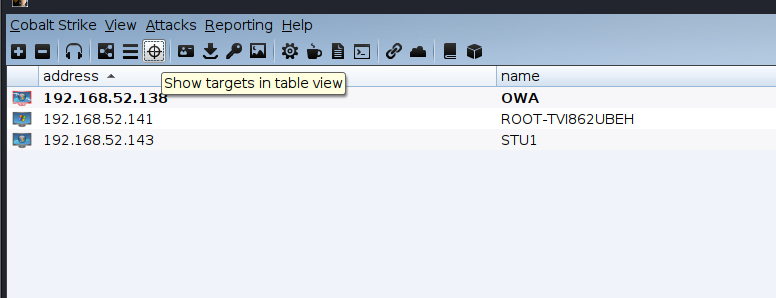 Cobalt Strike View Attacks Reporting Help
address name
Show targets in table view
192.168.52.138 OWA
192.168.52.141 ROOT-TVI862UBEH
192.168.52.143 STU1